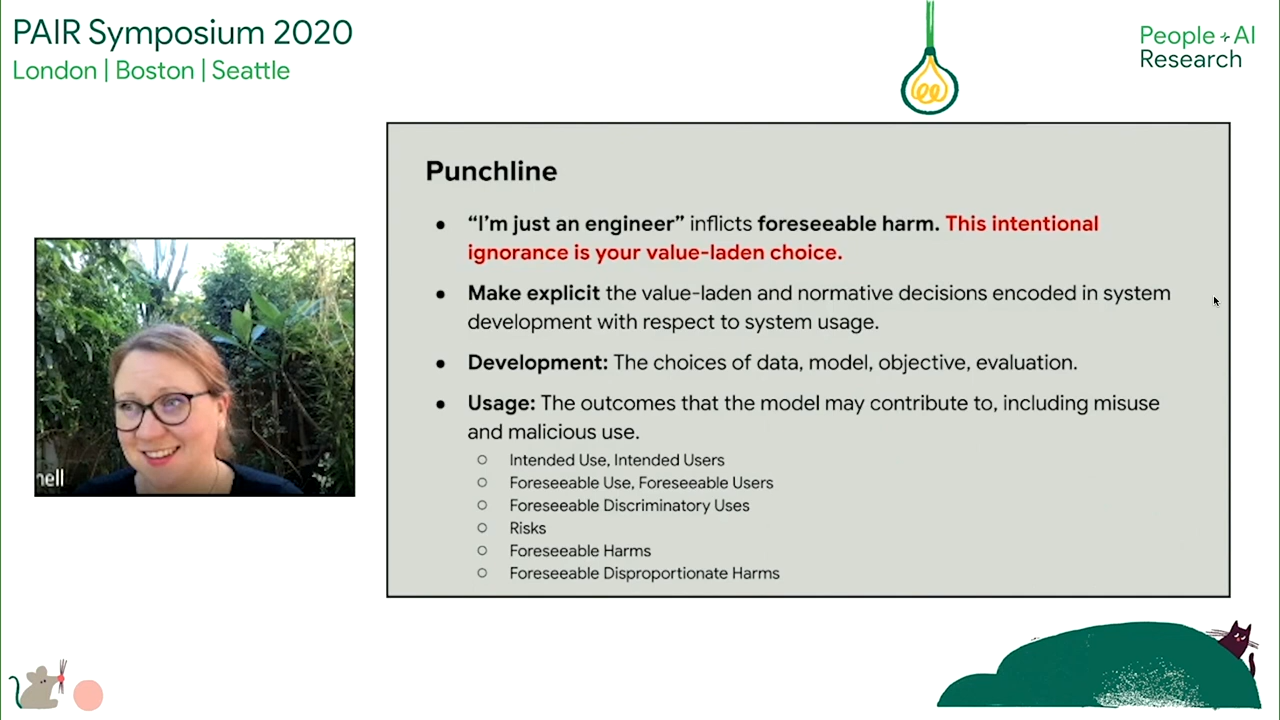 PAIR Symposium 2020
London | Boston | Seattle
People + AI
Research
Punchline
● “I’m just an engineer” inflicts foreseeable harm. This intentional
ignorance is your value-laden choice.
● Make explicit the value-laden and normative decisions encoded in system
development with respect to system usage.
● Development: The choices of data, model, objective, evaluation.
● Usage: The outcomes that the model may contribute to, including misuse
and malicious use.
○ Intended Use, Intended Users
○ Foreseeable Use, Foreseeable Users
○ Foreseeable Discriminatory Uses
○ Risks
○ Foreseeable Harms
○ Foreseeable Disproportionate Harms
nell